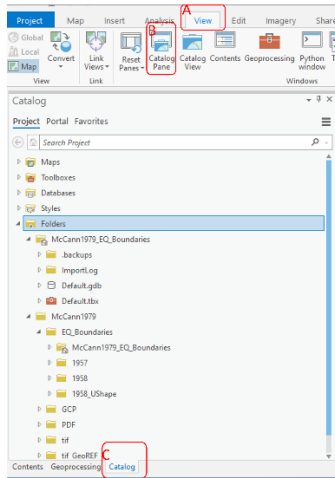 A
Project Map Insert Analysis View Edit Imagery Share
B
Global
Local
Map
Convert
Link Views
Reset Panes
Catalog Pane
Catalog View
Contents
Geoprocessing
Python window
View Link Windows
Catalog
Project Portal Favorites
Search Project
Maps
Toolboxes
Databases
Styles
Folders
McCann1979_EQ_Boundaries
.backups
ImportLog
Default.gdb
Default.tbx
McCann1979
EQ_Boundaries
McCann1979_EQ_Boundaries
1957
1958
1958_UShape
GCP
PDF
tif
tif_GeoREF
C
Contents Geoprocessing Catalog